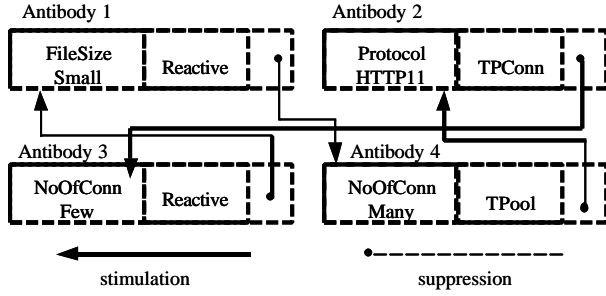 Antibody 1
Antibody 2
FileSize
Small
Reactive
Protocol
HTTP11
TPConn
Antibody 3
Antibody 4
NoOfConn
Few
Reactive
NoOfConn
Many
TPool
stimulation
suppression